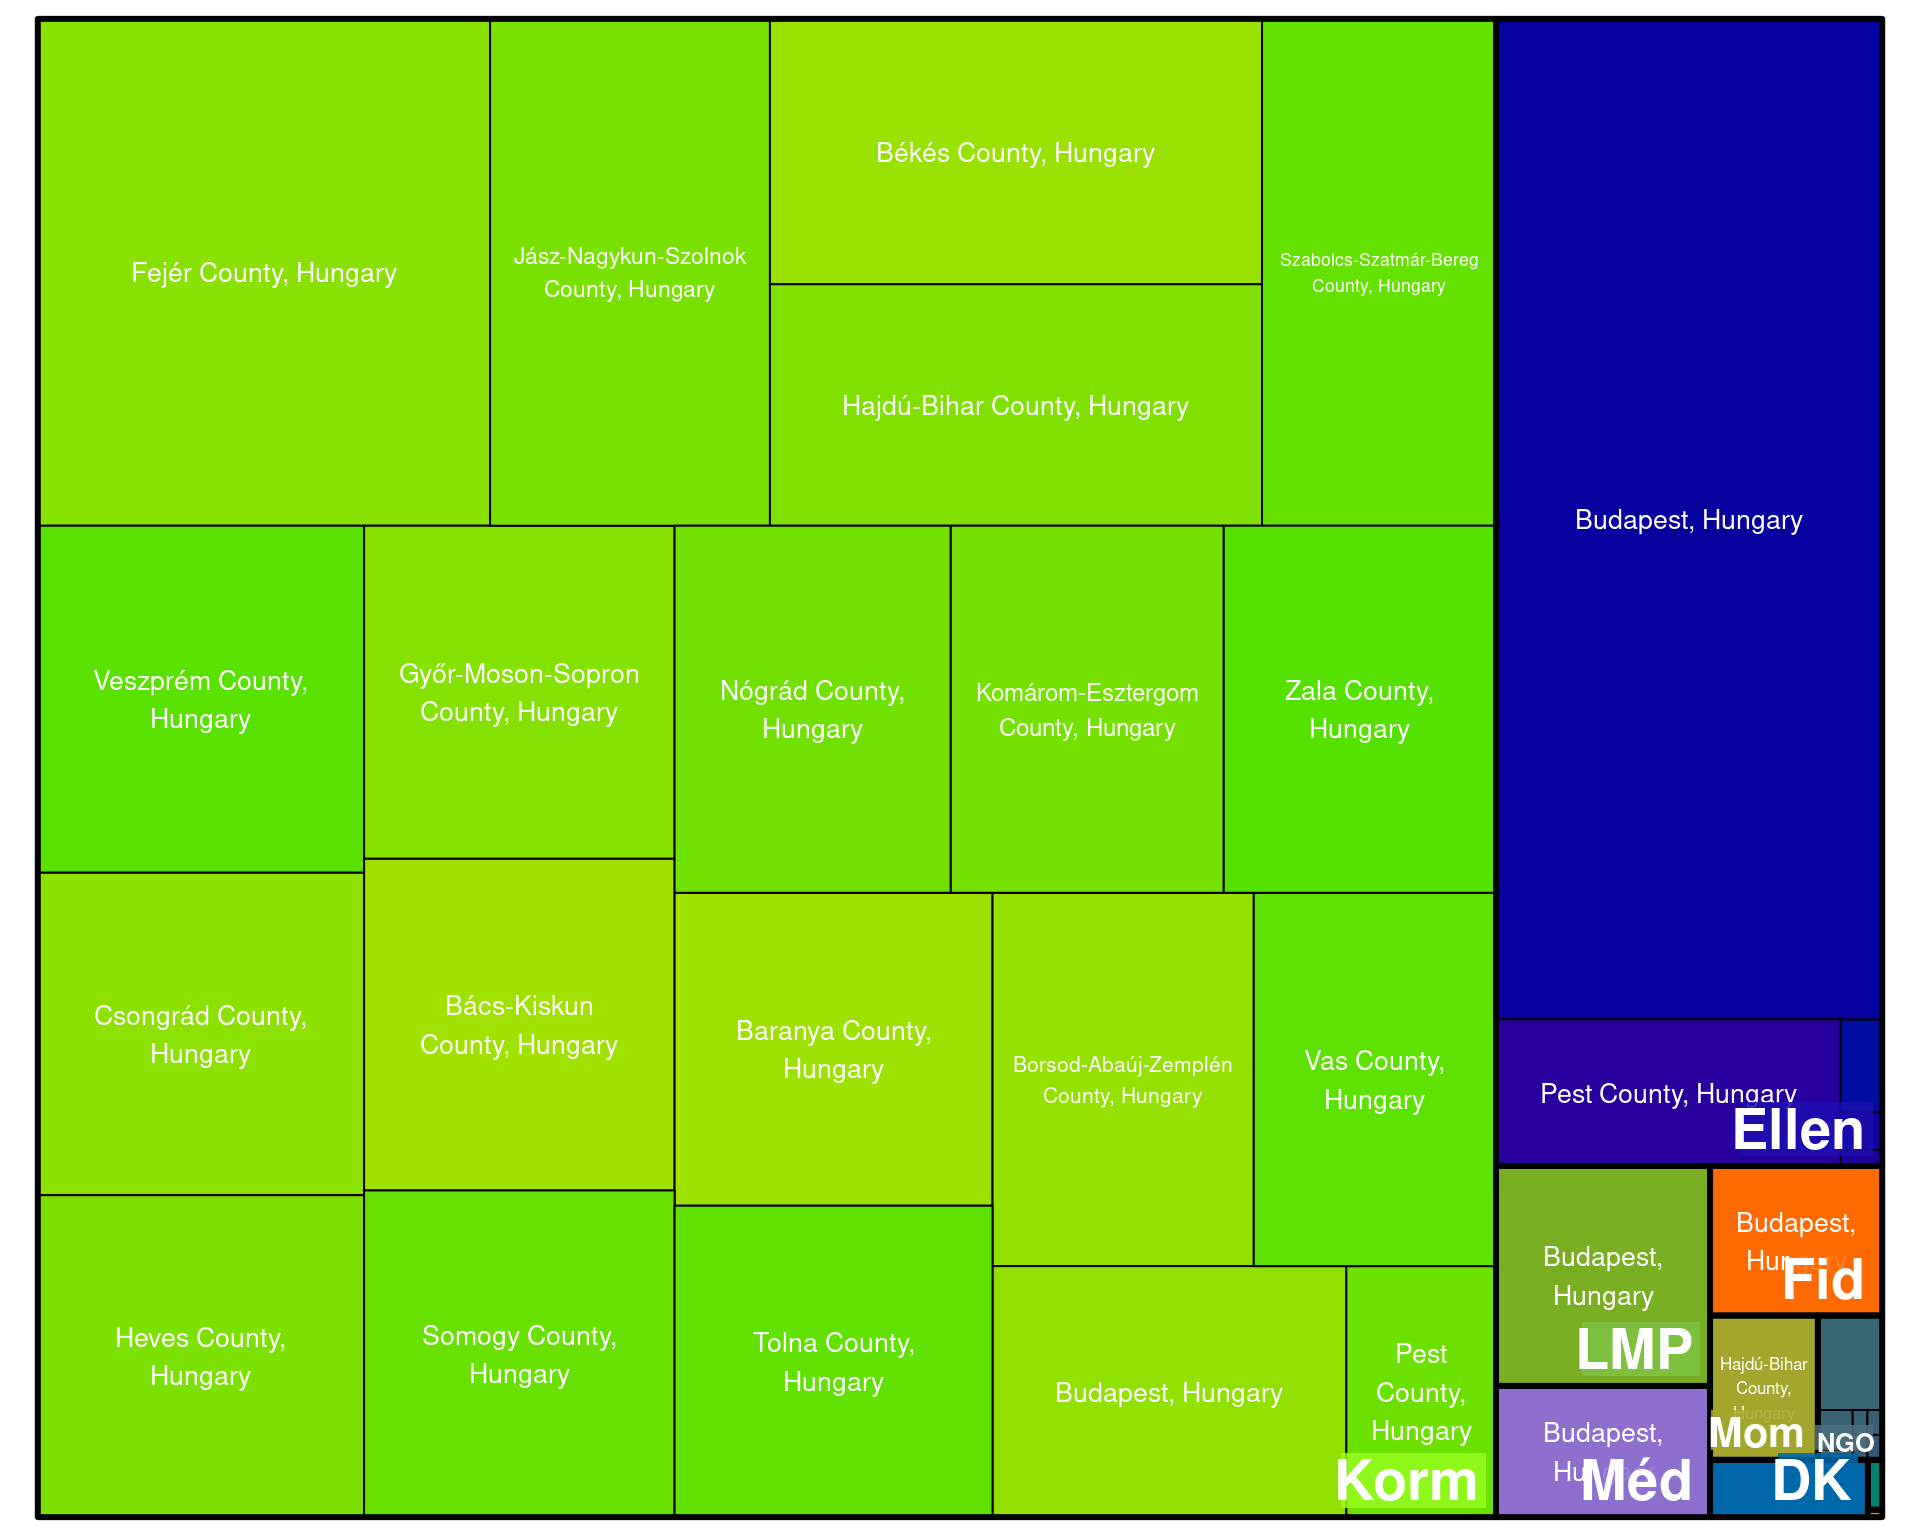 Fejér County, Hungary
Jász-Nagykun-Szolnok
County, Hungary
Békés County, Hungary
Hajdú-Bihar County, Hungary
Szabolcs-Szatmár-Bereg
County, Hungary
Budapest, Hungary
Veszprém County,
Hungary
Győr-Moson-Sopron
County, Hungary
Nógrád County,
Hungary
Komárom-Esztergom
County, Hungary
Zala County,
Hungary
Csongrád County,
Hungary
Bács-Kiskun
County, Hungary
Baranya County,
Hungary
Borsod-Abaúj-Zemplén
County, Hungary
Vas County,
Hungary
Pest County, Hungary
Ellen
Heves County,
Hungary
Somogy County,
Hungary
Tolna County,
Hungary
Budapest, Hungary
Pest
County,
Hungary
Korm
Budapest,
Hungary
LMP
Budapest,
Hungary
Fid
Hajdú-Bihar
County,
Hungary
Mom
NGO
Budapest,
Méd
DK